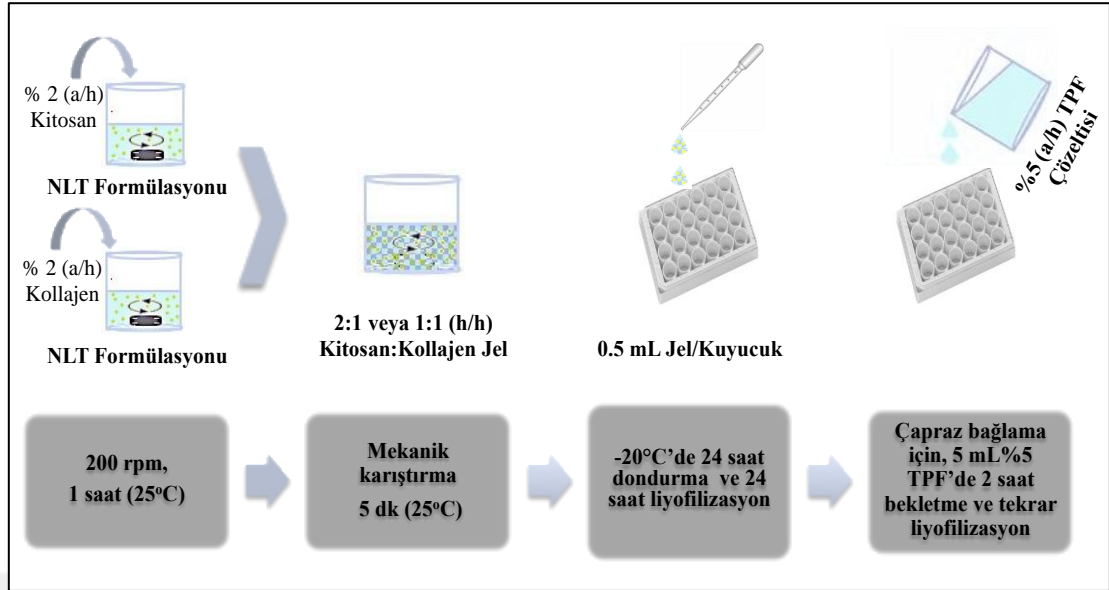 % 2 (a/h)
Kitosan
NLT Formülasyonu
% 2 (a/h)
Kollajen
NLT Formülasyonu
2:1 veya 1:1 (h/h)
Kitosan:Kollajen Jel
0.5 mL Jel/Kuyucuk
%5 (a/h) TPF
Çözeltisi
200 rpm,
1 saat (25°C)
Mekanik
karıştırma
5 dk (25°C)
-20°C’de 24 saat
dondurma ve 24
saat liyofilizasyon
Çapraz bağlama
için, 5 mL%5
TPF’de 2 saat
bekletme ve tekrar
liyofilizasyon